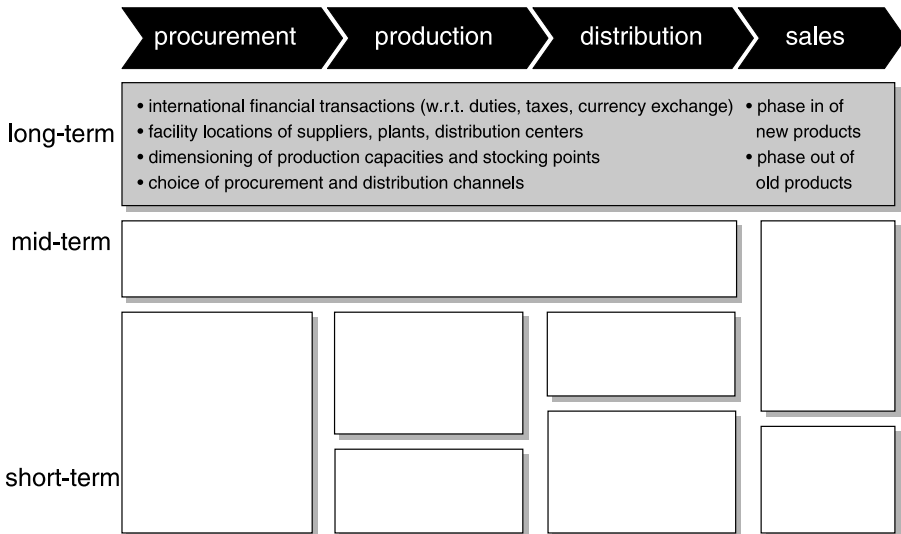 procurement
production
distribution
sales
long-term
• international financial transactions (w.r.t. duties, taxes, currency exchange)
• facility locations of suppliers, plants, distribution centers
• dimensioning of production capacities and stocking points
• choice of procurement and distribution channels
• phase in of
new products
• phase out of
old products
mid-term
short-term